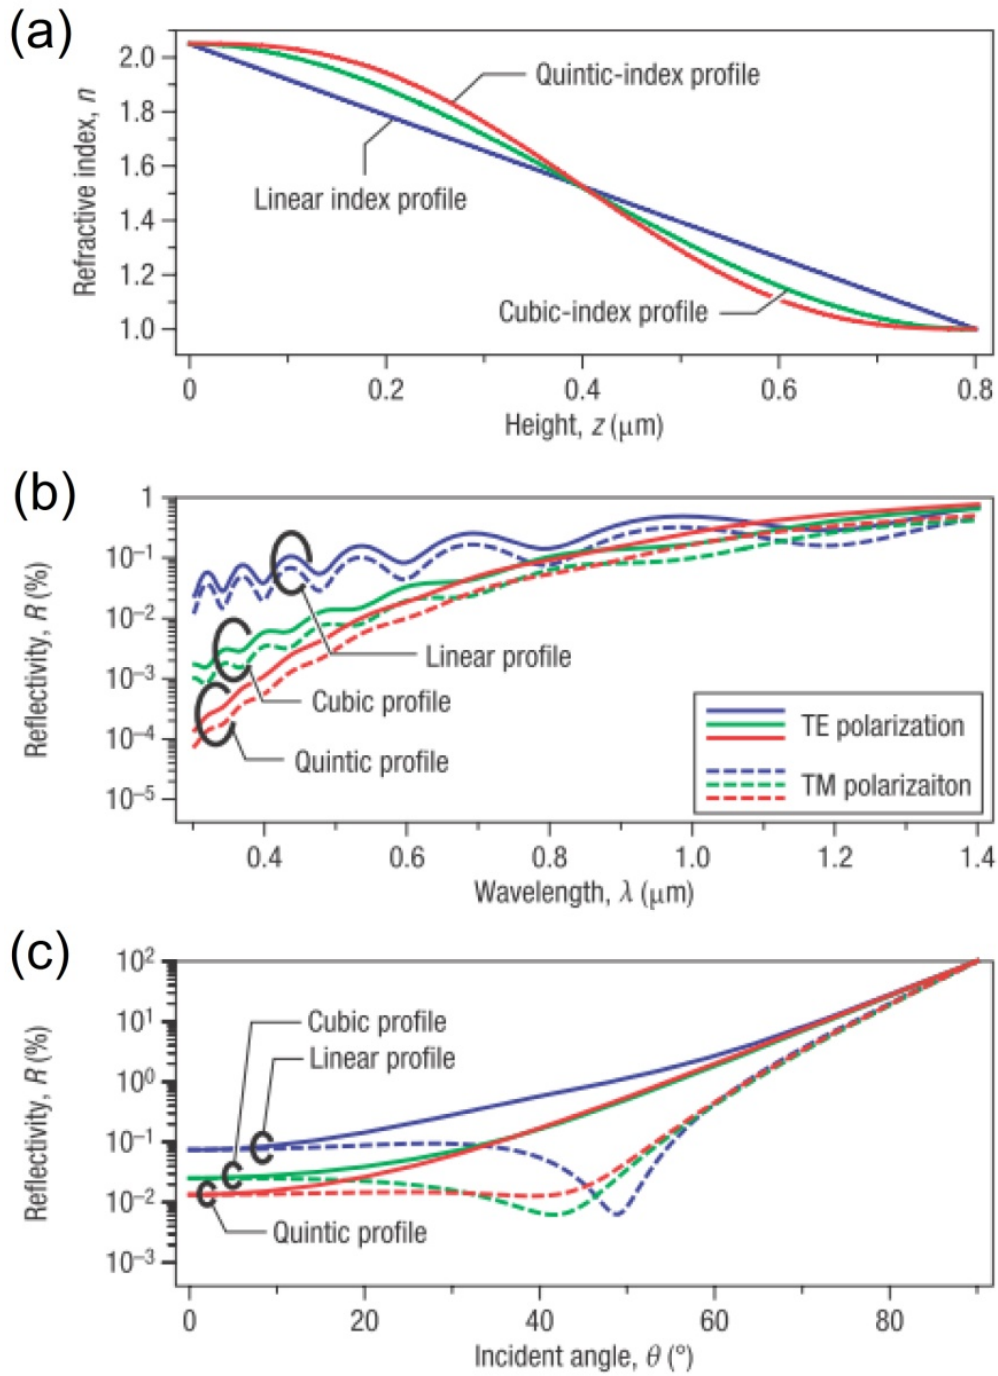 (a)
2.0
1.8
1.6
1.4
1.2
1.0
Refractive index, n
Quintic-index profile
Linear index profile
Cubic-index profile
0 0.2 0.4 0.6 0.8
Height, z (μm)
(b)
1
10⁻¹
10⁻²
10⁻³
10⁻⁴
10⁻⁵
Reflectivity, R (%)
Linear profile
Cubic profile
Quintic profile
TE polarization
TM polarizaiton
0.4 0.6 0.8 1.0 1.2 1.4
Wavelength, λ (μm)
(c)
10²
10¹
10⁰
10⁻¹
10⁻²
10⁻³
Reflectivity, R (%)
Cubic profile
Linear profile
Quintic profile
0 20 40 60 80
Incident angle, θ (°)